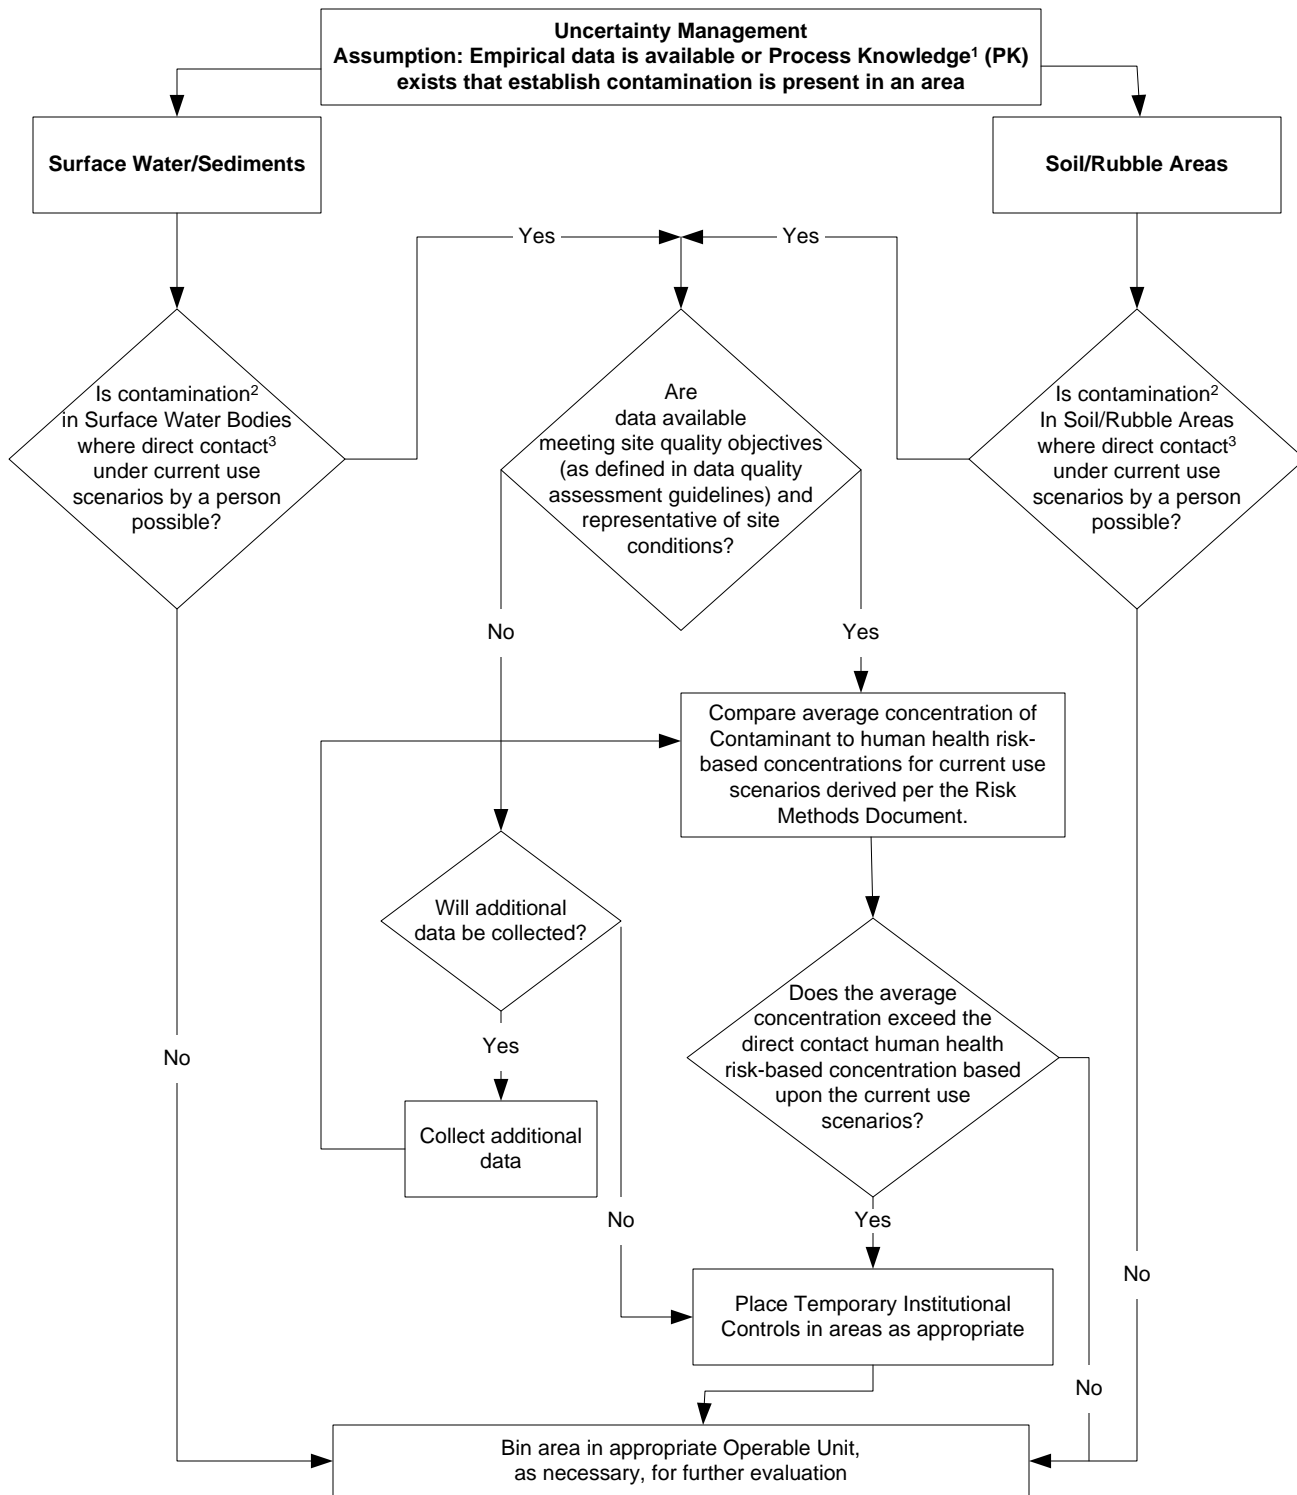 Uncertainty Management
Assumption: Empirical data is available or Process Knowledge¹ (PK)
exists that establish contamination is present in an area
Surface Water/Sediments
Soil/Rubble Areas
Yes
Yes
Is contamination²
in Surface Water Bodies
where direct contact³
under current use
scenarios by a person
possible?
Are
data available
meeting site quality objectives
(as defined in data quality
assessment guidelines) and
representative of site
conditions?
Is contamination²
In Soil/Rubble Areas
where direct contact³
under current use
scenarios by a person
possible?
No
Yes
Compare average concentration of
Contaminant to human health risk-
based concentrations for current use
scenarios derived per the Risk
Methods Document.
Will additional
data be collected?
Does the average
concentration exceed the
direct contact human health
risk-based concentration based
upon the current use
scenarios?
No
Yes
Collect additional
data
No
Yes
No
Place Temporary Institutional
Controls in areas as appropriate
No
Bin area in appropriate Operable Unit,
as necessary, for further evaluation